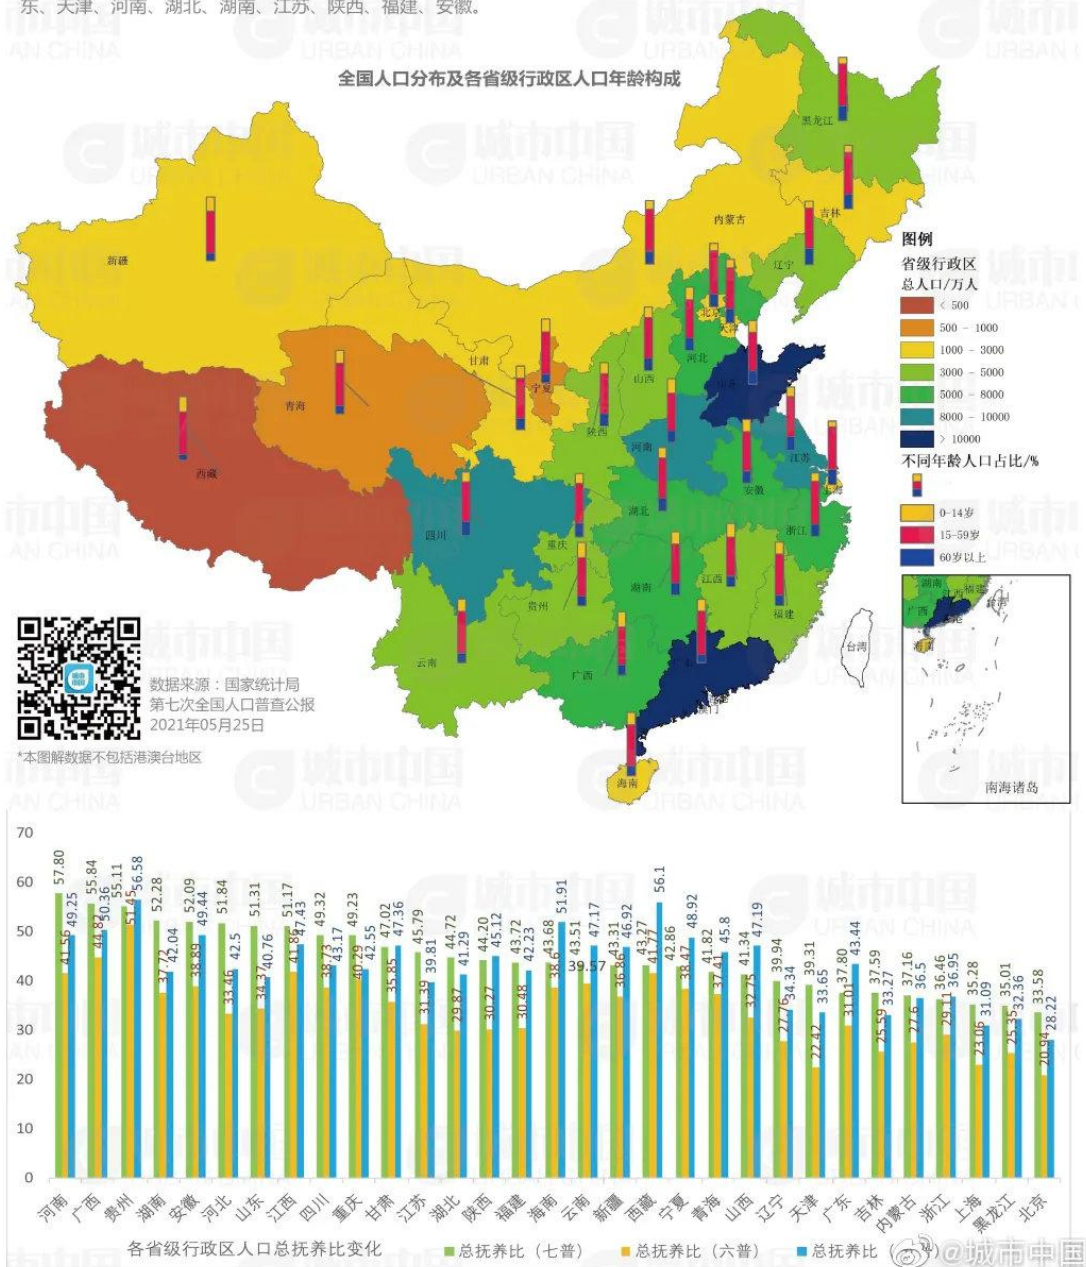 东、天津、河南、湖北、湖南、江苏、陕西、福建、安徽。
全国人口分布及各省级行政区人口年龄构成
黑龙江
吉林
内蒙古
辽宁
新疆
北京
天津
甘肃
河北
宁夏
山西
青海
陕西
河南
江苏
西藏
安徽
四川
湖北
重庆
浙江
湖南
江西
贵州
福建
云南
广西
台湾
澳门
海南
图例
省级行政区
总人口/万人
< 500
500 - 1000
1000 - 3000
3000 - 5000
5000 - 8000
8000 - 10000
> 10000
不同年龄人口占比/%
0-14岁
15-59岁
60岁以上
湖南
福建
广西
台湾
南海诸岛
数据来源：国家统计局
第七次全国人口普查公报
2021年05月25日
*本图解数据不包括港澳台地区
城市中国
URBAN CHINA
70
60
50
40
30
20
10
0
57.80 41.56 49.25
55.84 44.87 50.36
55.11 51.45 56.58
52.28 37.72 42.04
52.09 38.89 49.44
51.84 33.46 42.5
51.31 34.37 40.76
51.17 41.86 47.43
49.32 38.73 43.17
49.23 40.29 42.55
47.02 35.85 47.36
45.79 31.39 39.81
44.72 29.87 41.29
44.20 30.27 45.12
43.72 30.48 42.23
43.68 38.6 51.91
43.51 39.57 47.17
43.31 36.86 46.92
43.27 41.77 56.1
42.86 38.47 48.92
41.82 37.41 45.8
41.34 32.75 47.19
39.94 27.76 34.34
39.31 22.42 33.65
37.80 31.01 43.44
37.59 25.59 33.27
37.16 27.6 36.5
36.46 29.11 36.95
35.28 23.06 31.09
35.01 25.35 32.36
33.58 20.94 28.22
河南 广西 贵州 湖南 安徽 河北 山东 江西 四川 重庆 甘肃 江苏 湖北 陕西 福建 海南 云南 新疆 西藏 宁夏 青海 山西 辽宁 天津 广东 吉林 内蒙古 浙江 上海 黑龙江 北京
各省级行政区人口总抚养比变化
总抚养比（七普） 总抚养比（六普） 总抚养比（
@城市中国